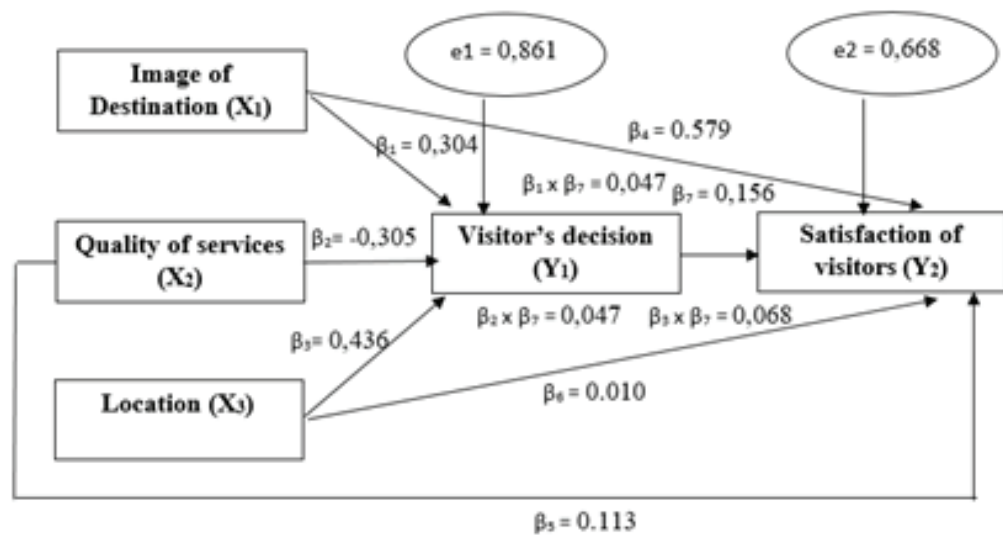 e1 = 0,861
e2 = 0,668
Image of
Destination (X₁)
β₄ = 0.579
β₁ = 0,304
β₁ x β₇ = 0,047
β₇ = 0,156
Quality of services
(X₂)
β₂= -0,305
Visitor’s decision
(Y₁)
Satisfaction of
visitors (Y₂)
β₂ x β₇ = 0,047
β₃ x β₇ = 0,068
β₃= 0,436
Location (X₃)
β₆ = 0.010
β₅ = 0.113